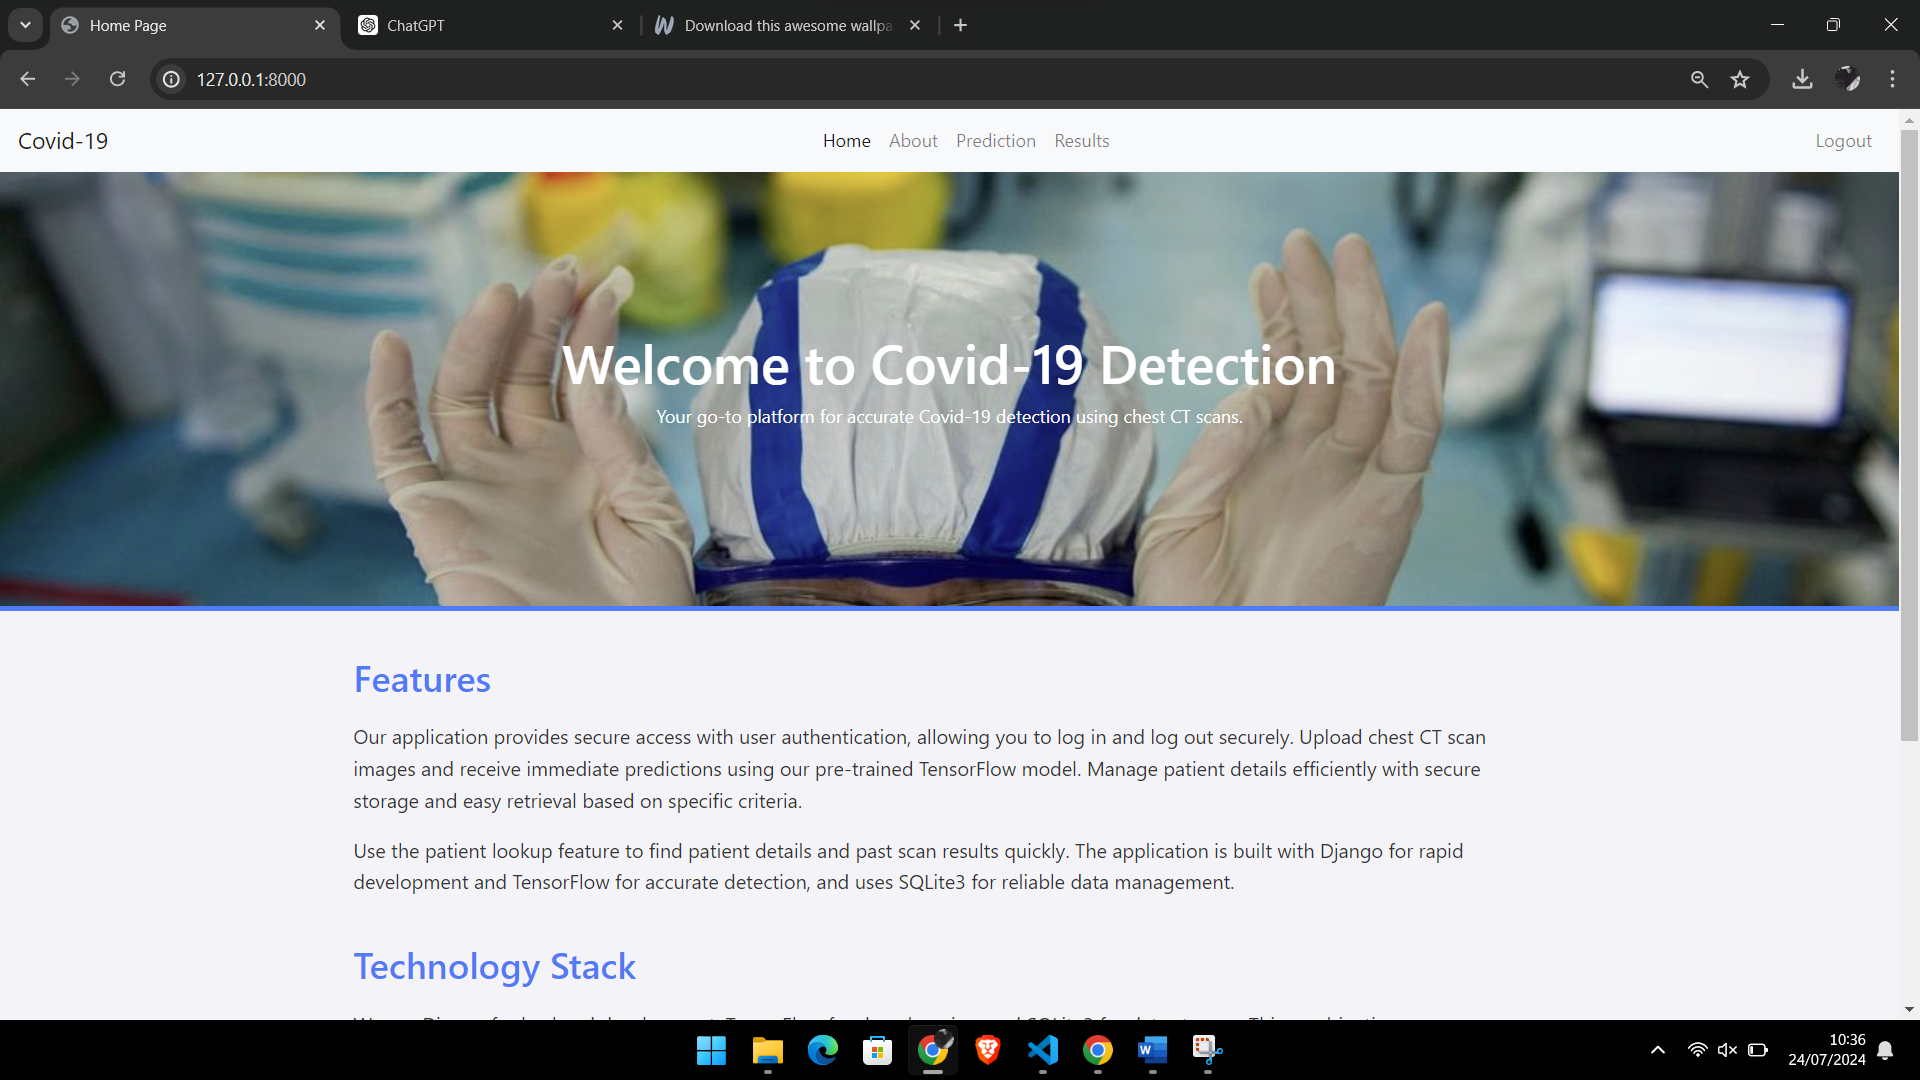 Home Page
ChatGPT
Download this awesome wallpa
127.0.0.1:8000
Covid-19
Home About Prediction Results
Logout
Welcome to Covid-19 Detection
Your go-to platform for accurate Covid-19 detection using chest CT scans.
Features
Our application provides secure access with user authentication, allowing you to log in and log out securely. Upload chest CT scan
images and receive immediate predictions using our pre-trained TensorFlow model. Manage patient details efficiently with secure
storage and easy retrieval based on specific criteria.
Use the patient lookup feature to find patient details and past scan results quickly. The application is built with Django for rapid
development and TensorFlow for accurate detection, and uses SQLite3 for reliable data management.
Technology Stack
10:36
24/07/2024